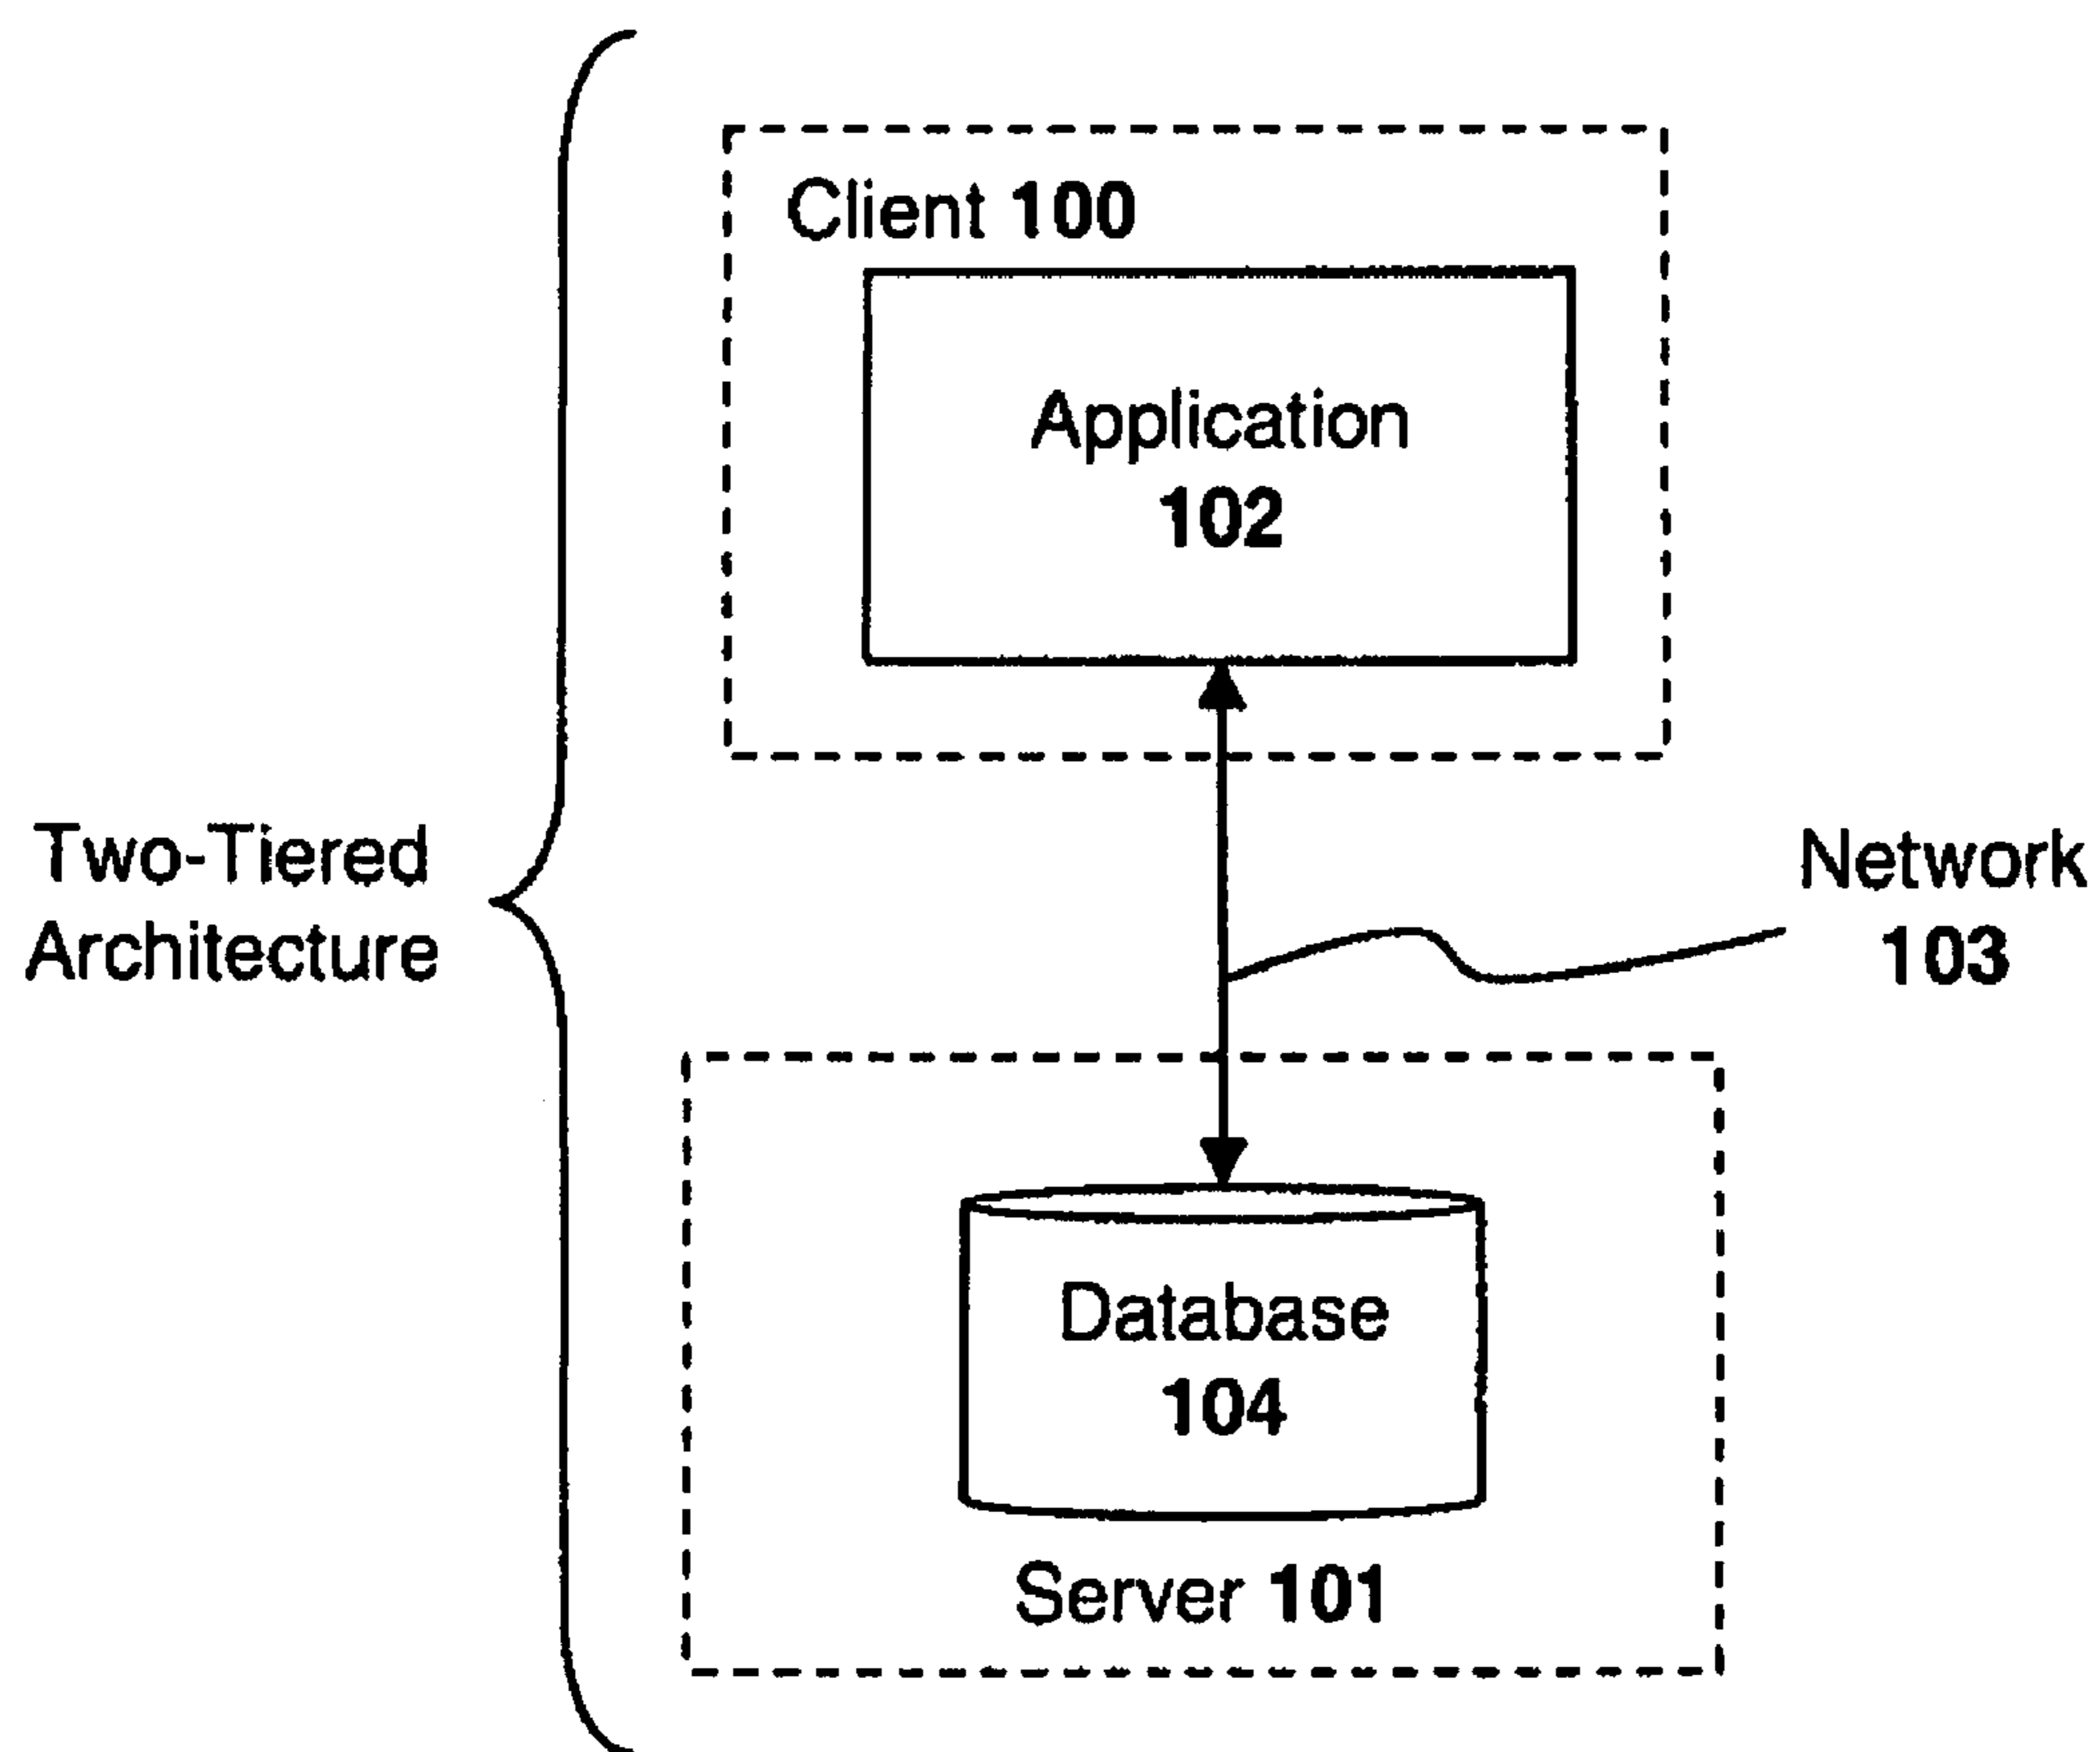 Client 100
Application
102
Two-Tiered
Architecture
Network
103
Database
104
Server 101